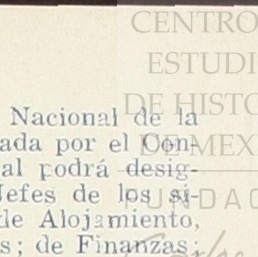 CENTRO
ESTUDI
DE HISTO
DE MEX
FUNDAC
Nacional de la
ada por el Con-
al podrá desig-
Jefes de los si-
de Alojamiento,
s; de Finanzas;